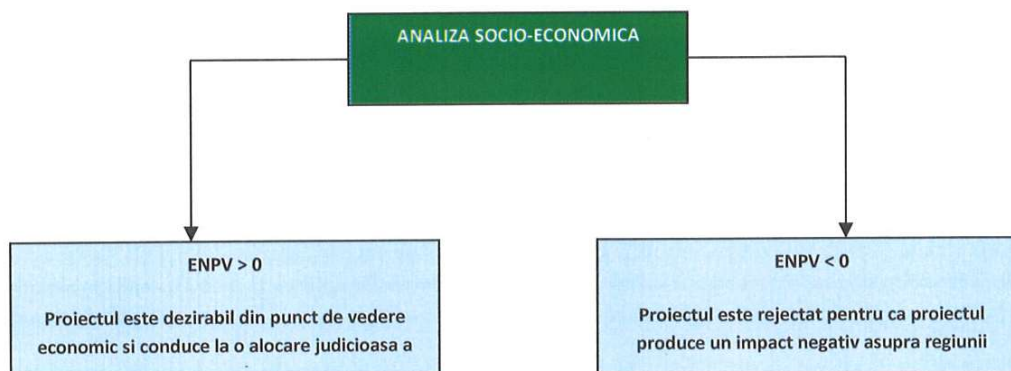 ANALIZA SOCIO-ECONOMICA
ENPV > 0
Proiectul este dezirabil din punct de vedere
economic si conduce la o alocare judicioasa a
ENPV < 0
Proiectul este rejectat pentru ca proiectul
produce un impact negativ asupra regiunii